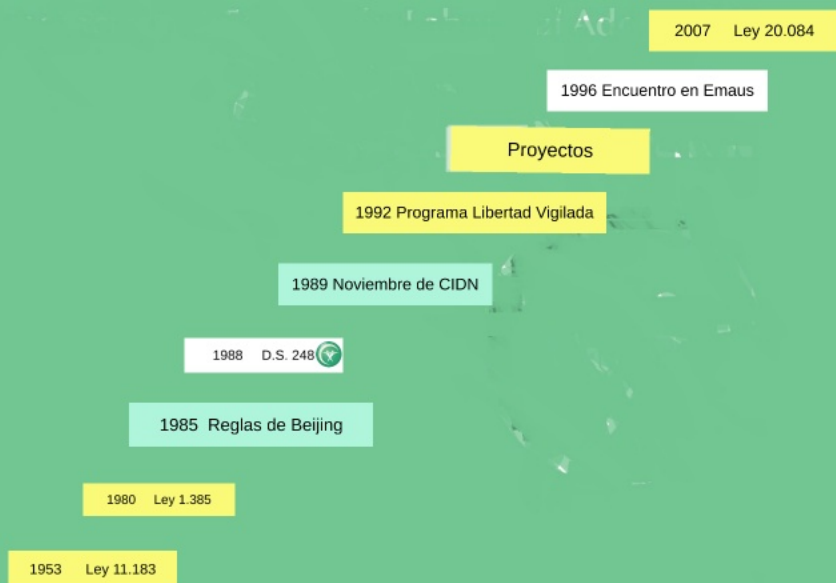 2007 Ley 20.084
1996 Encuentro en Emaus
Proyectos
1992 Programa Libertad Vigilada
1989 Noviembre de CIDN
1988 D.S. 248
1985 Reglas de Beijing
1980 Ley 1.385
1953 Ley 11.183